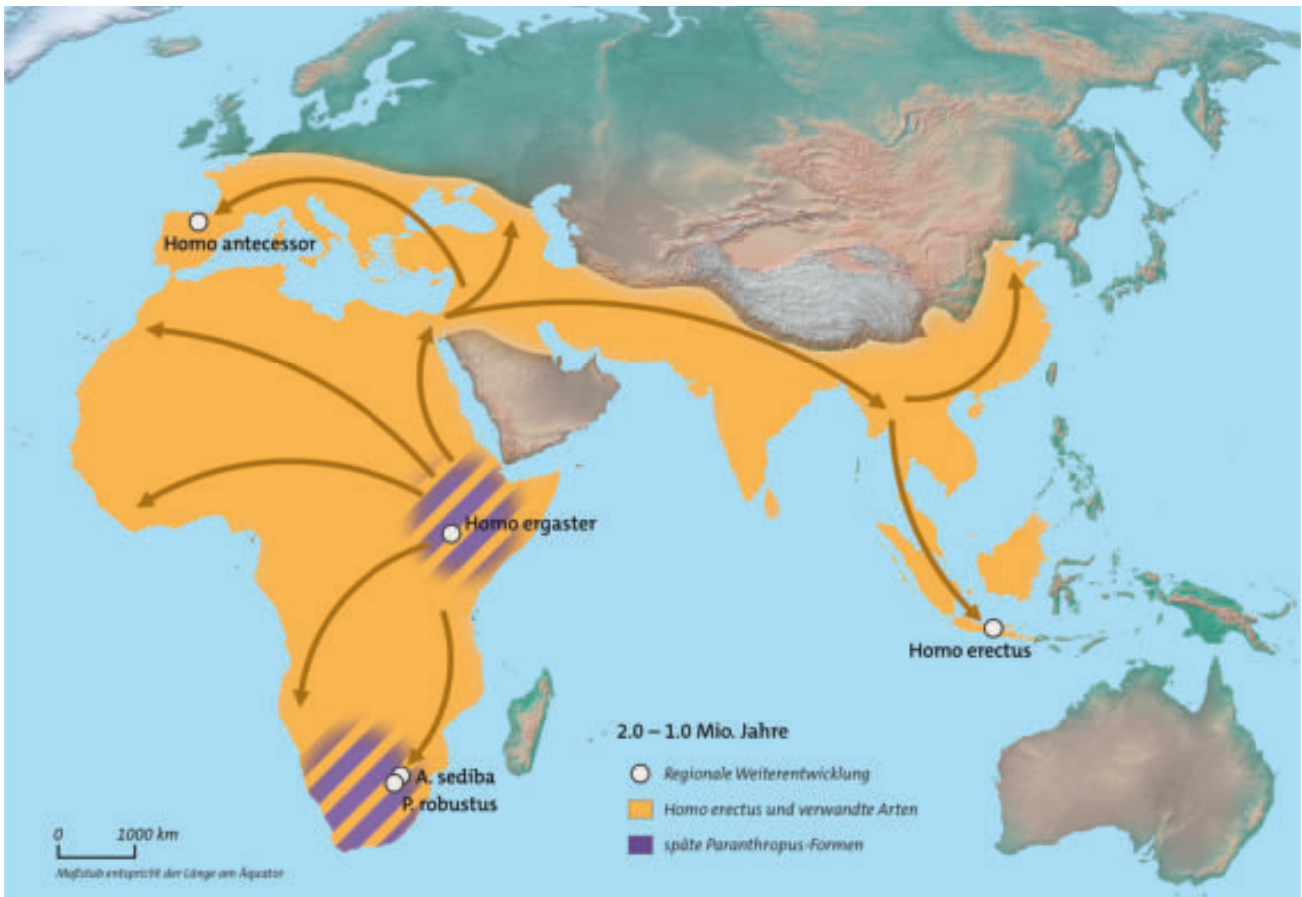 Homo antecessor
Homo ergaster
Homo erectus
A. sediba
P. robustus
2.0 – 1.0 Mio. Jahre
Regionale Weiterentwicklung
Homo erectus und verwandte Arten
späte Paranthropus-Formen
0 1000 km
Maßstab entspricht der Länge am Äquator